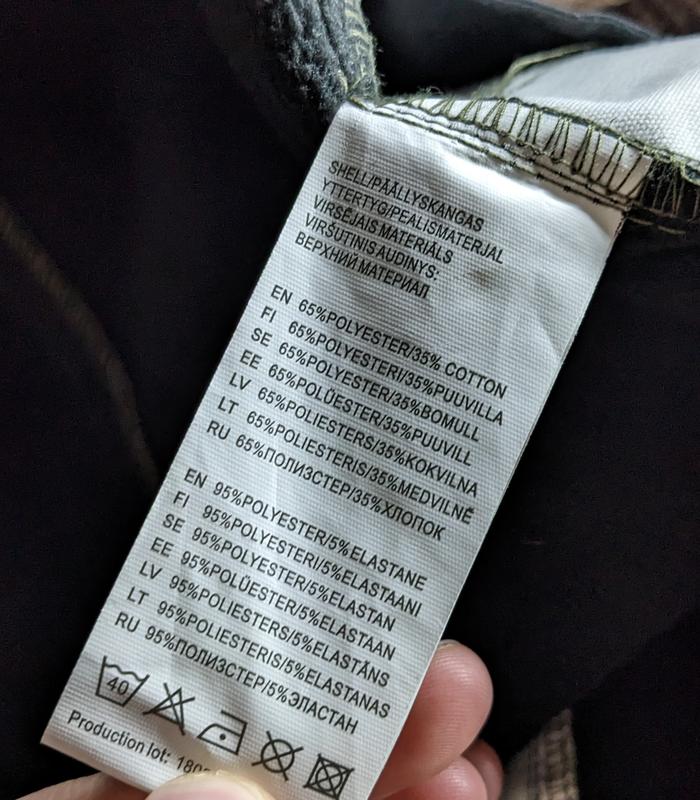 SHELL/PÄÄLLYSKANGAS
YTTERTYG/PEALISMATERJAL
VIRSĒJAIS MATERIĀLS
VIRŠUTINIS AUDINYS:
ВЕРХНИЙ МАТЕРИАЛ
EN 65%POLYESTER/35% COTTON
FI 65%POLYESTERI/35%PUUVILLA
SE 65%POLYESTER/35%BOMULL
EE 65%POLÜESTER/35%PUUVILL
LV 65%POLIESTERS/35%KOKVILNA
LT 65%POLIESTERIS/35%MEDVILNĖ
RU 65%ПОЛИЗСТЕР/35%ХЛОПОК
EN 95%POLYESTER/5%ELASTANE
FI 95%POLYESTERI/5%ELASTAANI
SE 95%POLYESTER/5%ELASTAN
EE 95%POLÜESTER/5%ELASTAAN
LV 95%POLIESTERS/5%ELASTĀNS
LT 95%POLIESTERIS/5%ELASTANAS
RU 95%ПОЛИЗСТЕР/5%ЭЛАСТАН
40
Production lot: